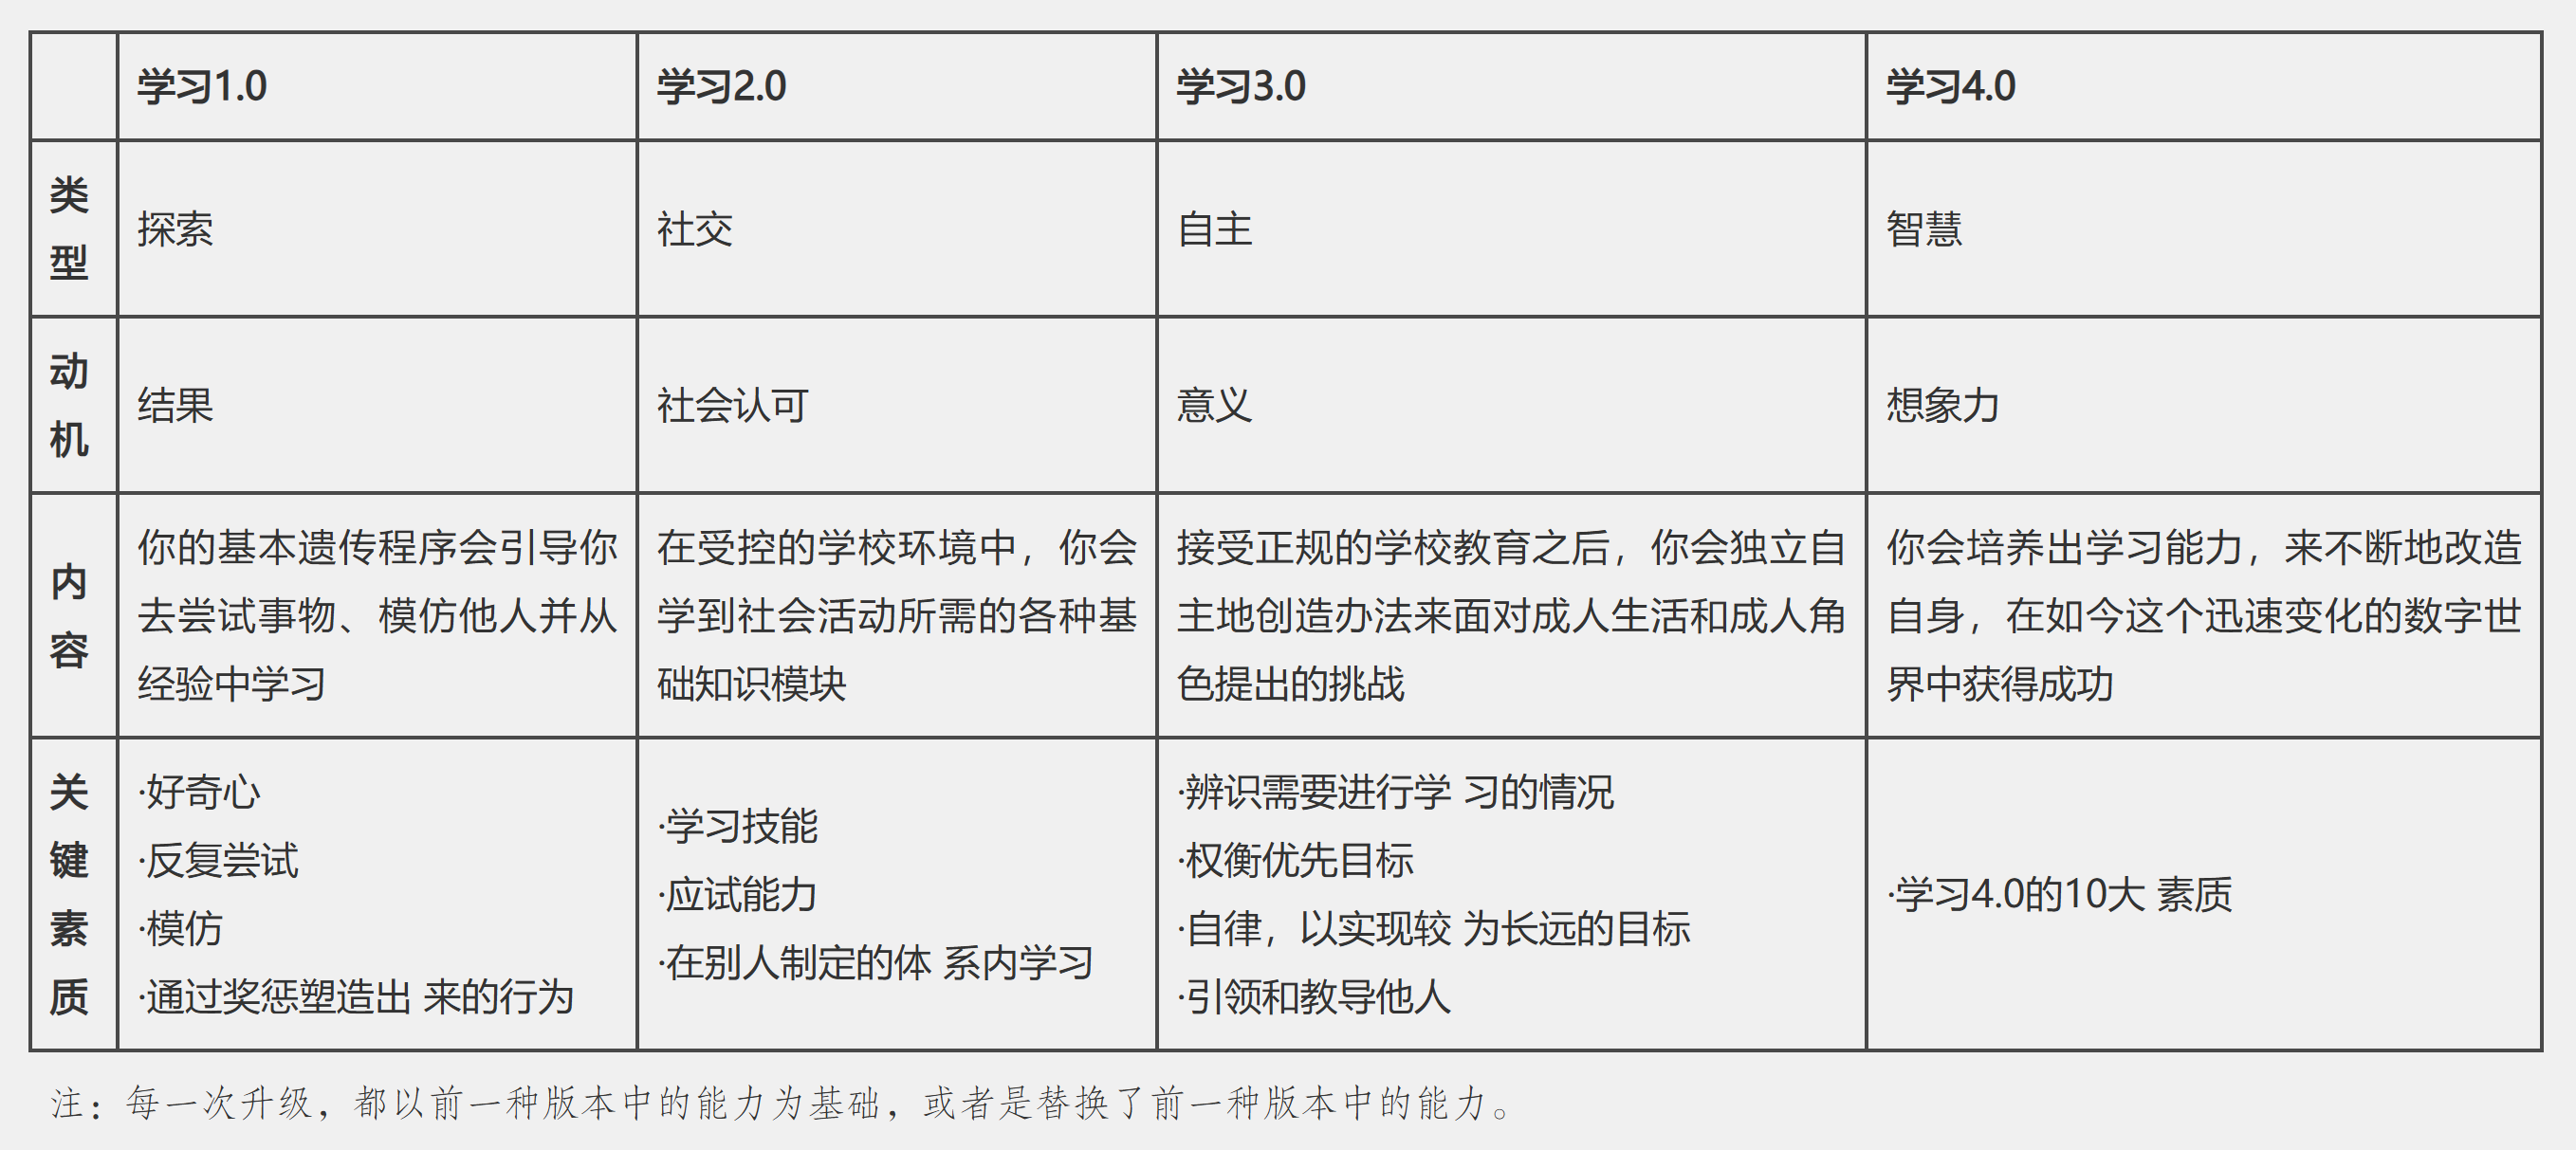 学习1.0 学习2.0 学习3.0 学习4.0
类型 探索 社交 自主 智慧
动机 结果 社会认可 意义 想象力
内容
你的基本遗传程序会引导你
去尝试事物、模仿他人并从
经验中学习
在受控的学校环境中，你会
学到社会活动所需的各种基
础知识模块
接受正规的学校教育之后，你会独立自
主地创造办法来面对成人生活和成人角
色提出的挑战
你会培养出学习能力，来不断地改造
自身，在如今这个迅速变化的数字世
界中获得成功
关键素质
·好奇心
·反复尝试
·模仿
·通过奖惩塑造出 来的行为
·学习技能
·应试能力
·在别人制定的体 系内学习
·辨识需要进行学 习的情况
·权衡优先目标
·自律，以实现较 为长远的目标
·引领和教导他人
·学习4.0的10大 素质
注：每一次升级，都以前一种版本中的能力为基础，或者是替换了前一种版本中的能力。